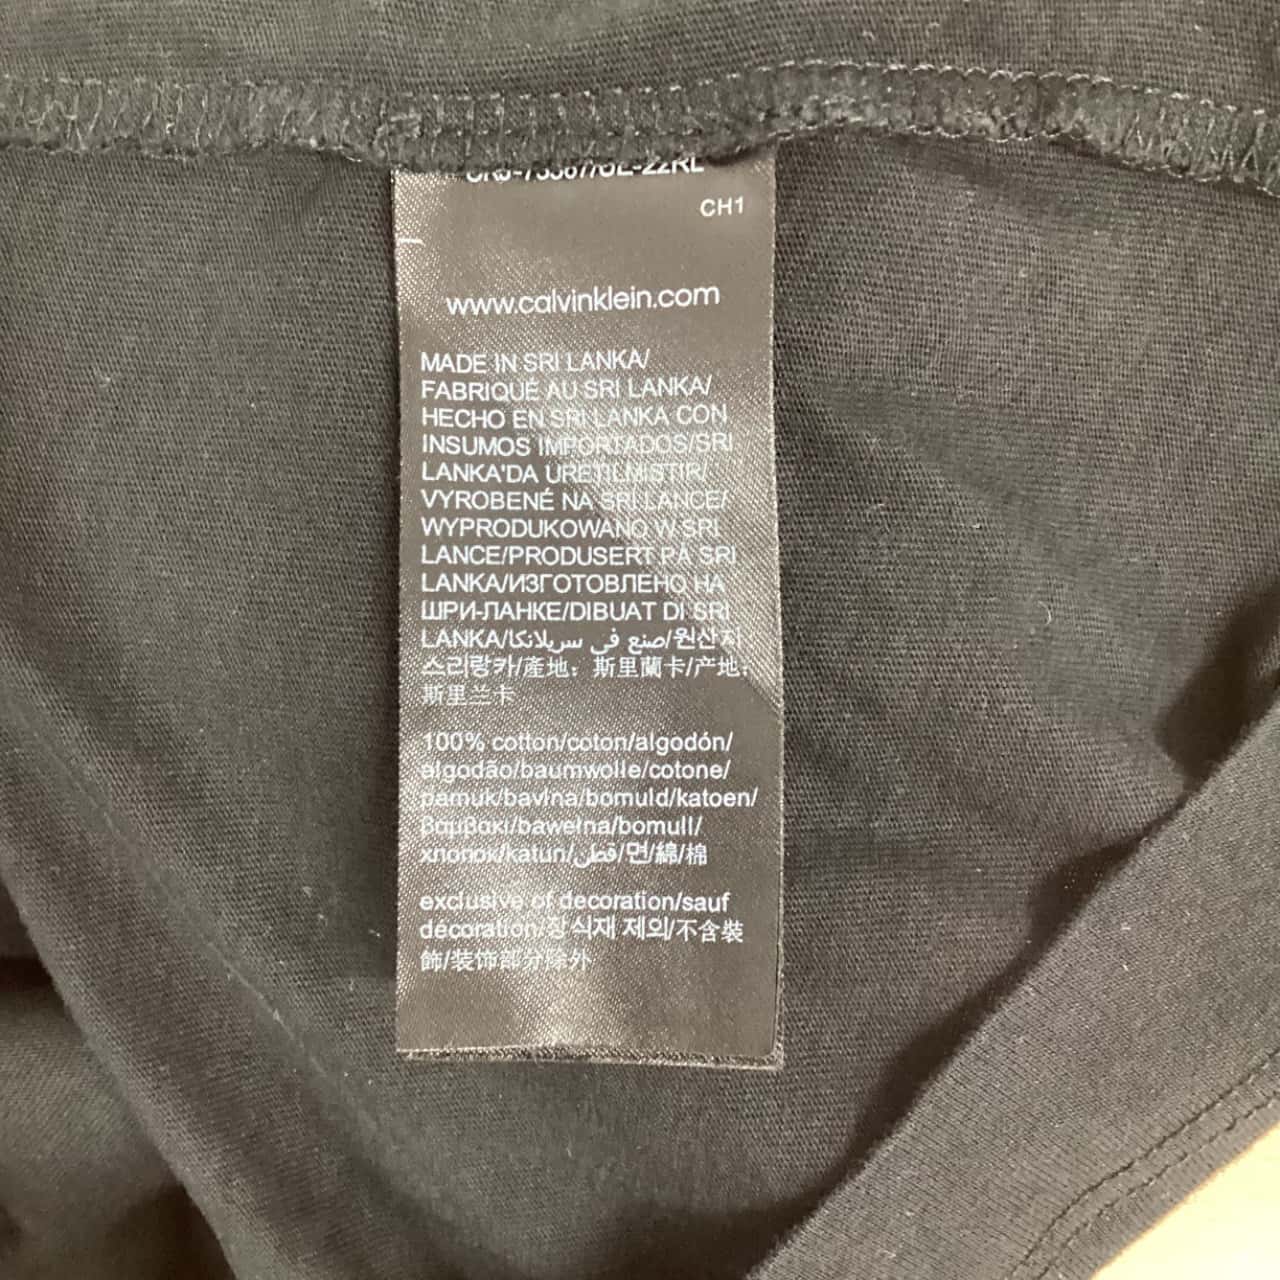 CH1
www.calvinklein.com
MADE IN SRI LANKA/
FABRIQUÉ AU SRI LANKA/
HECHO EN SRI LANKA CON
INSUMOS IMPORTADOS/SRI
LANKA'DA ÜRETILMISTIR/
VYROBENÉ NA SRI LANCE/
WYPRODUKOWANO W SRI
LANCE/PRODUSERT PÅ SRI
LANKA/ИЗГОТОВЛЕНО НА
ШРИ-ЛАНКЕ/DIBUAT DI SRI
LANKA/صنع في سريلانكا/원산지
스리랑카/產地：斯里蘭卡/产地：
斯里兰卡
100% cotton/coton/algodón/
algodão/baumwolle/cotone/
pamuk/bavlna/bomuld/katoen/
βαμβακι/bawełna/bomull/
хлопок/katun/قطن/면/綿/棉
exclusive of decoration/sauf
décoration/장식재 제외/不含裝
飾/装饰部分除外